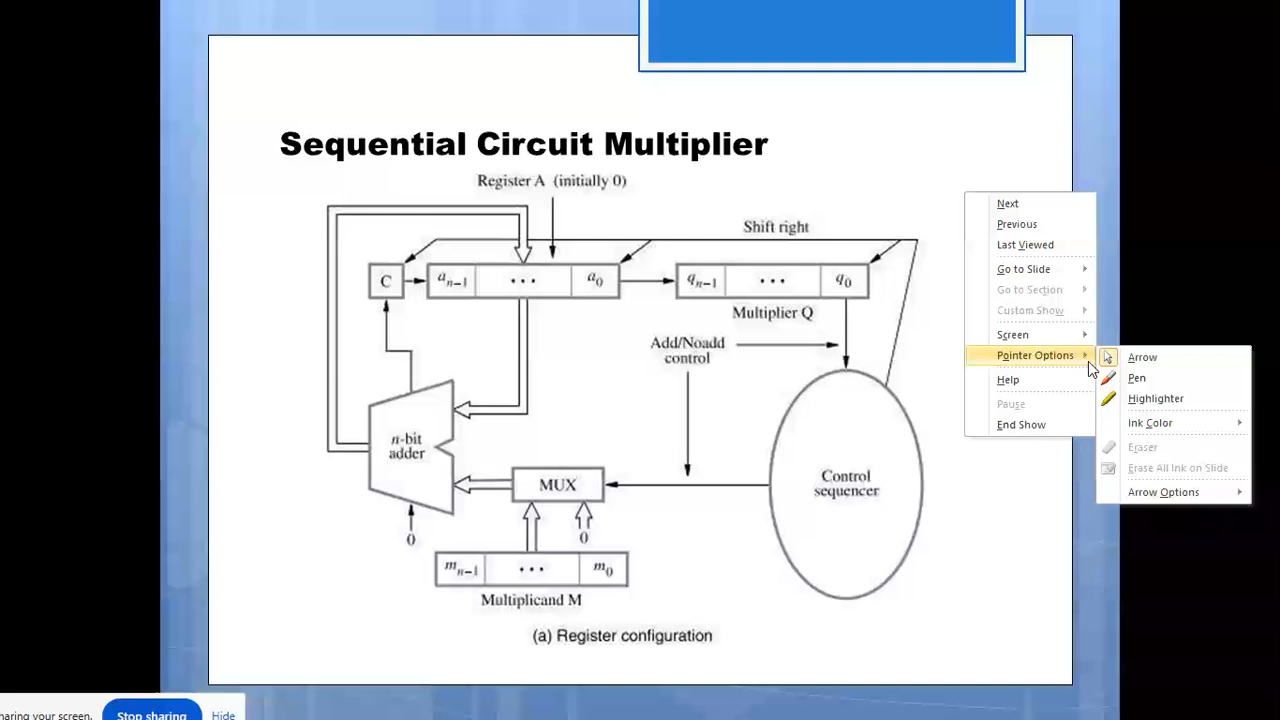 Sequential Circuit Multiplier
Register A (initially 0)
Shift right
C
a_{n-1} ... a_0
q_{n-1} ... q_0
Multiplier Q
Add/Noadd
control
n-bit
adder
MUX
Control
sequencer
0
0
m_{n-1} ... m_0
Multiplicand M
(a) Register configuration
Next
Previous
Last Viewed
Go to Slide
Go to Section
Custom Show
Screen
Pointer Options
Help
Pause
End Show
Arrow
Pen
Highlighter
Ink Color
Eraser
Erase All Ink on Slide
Arrow Options
haring your screen.
Stop sharing
Hide